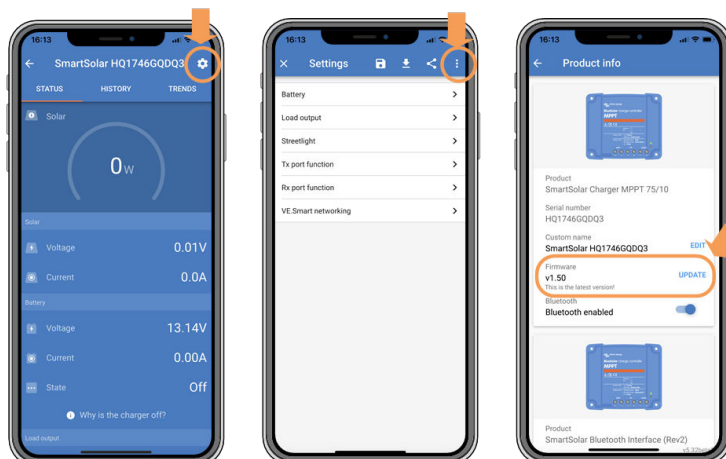 16:13
SmartSolar HQ1746GQDQ3
STATUS HISTORY TRENDS
Solar
0W
Solar
Voltage 0.01V
Current 0.0A
Battery
Voltage 13.14V
Current 0.00A
State Off
Why is the charger off?
Load output
16:13
Settings
Battery
Load output
Streetlight
Tx port function
Rx port function
VE.Smart networking
16:13
Product info
MPPT
Product
SmartSolar Charger MPPT 75/10
Serial number
HQ1746GQDQ3
Custom name
SmartSolar HQ1746GQDQ3 EDIT
Firmware
v1.50 UPDATE
This is the latest version!
Bluetooth
Bluetooth enabled
MPPT
Product
SmartSolar Bluetooth Interface (Rev2)